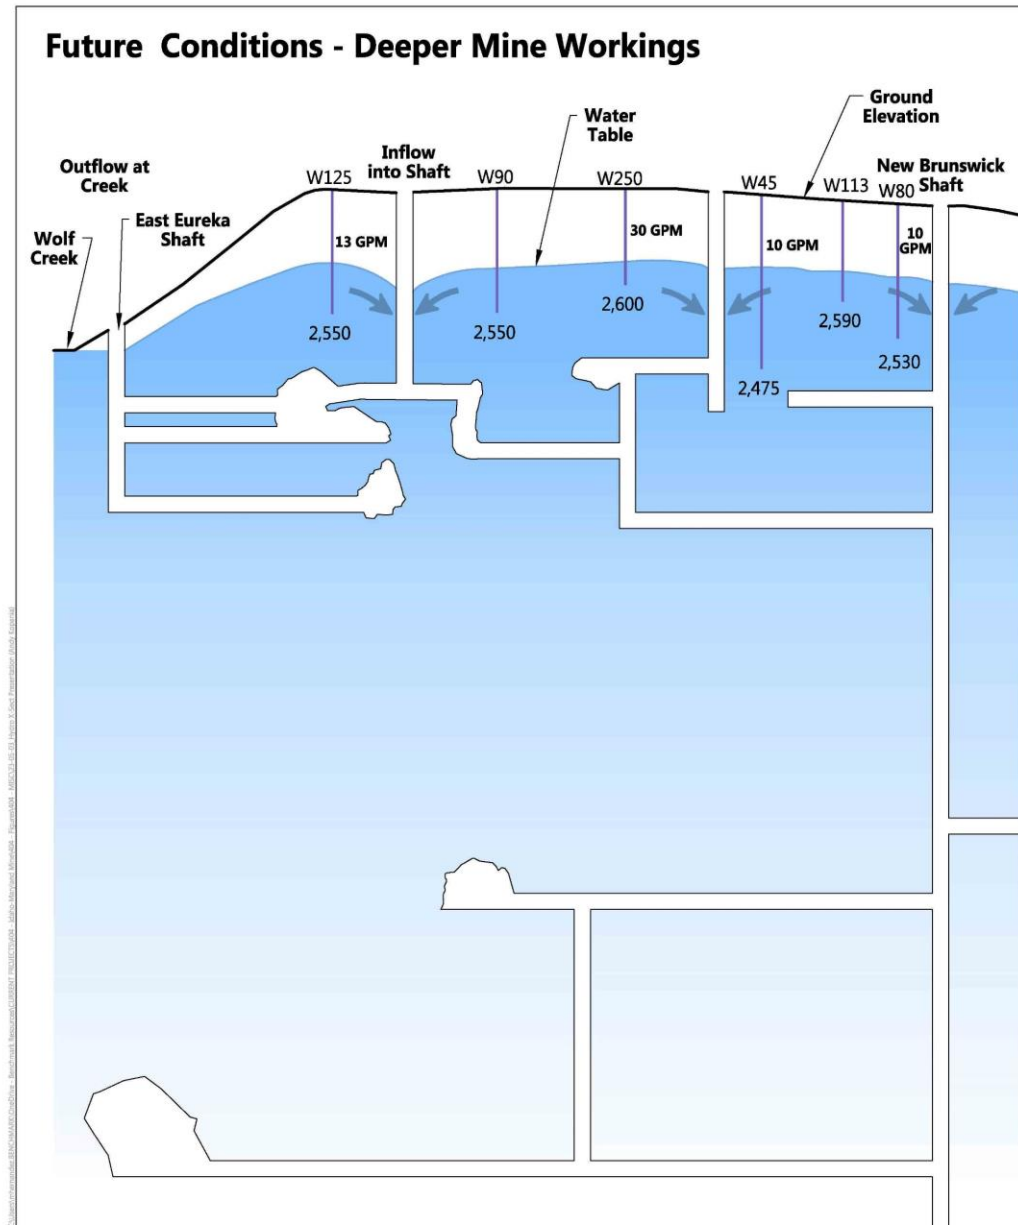 Future Conditions - Deeper Mine Workings
Ground
Elevation
Water
Table
Inflow
into Shaft
Outflow at
Creek
New Brunswick
Shaft
W125
W90
W250
W45
W113
W80
East Eureka
Shaft
Wolf
Creek
13 GPM
30 GPM
10 GPM
10
GPM
2,550
2,550
2,600
2,475
2,590
2,530